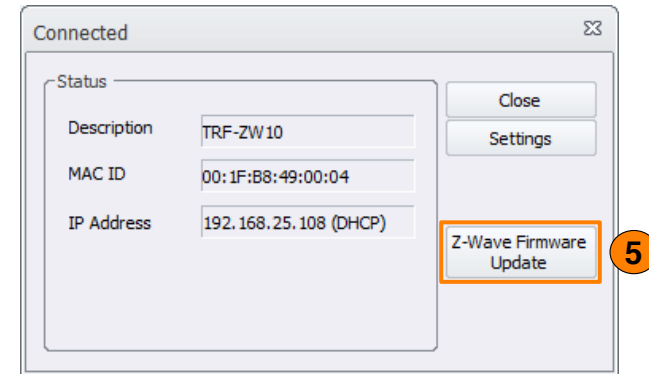 Connected
Status
Close
Settings
Description TRF-ZW10
MAC ID 00:1F:B8:49:00:04
IP Address 192.168.25.108 (DHCP)
Z-Wave Firmware
Update
5